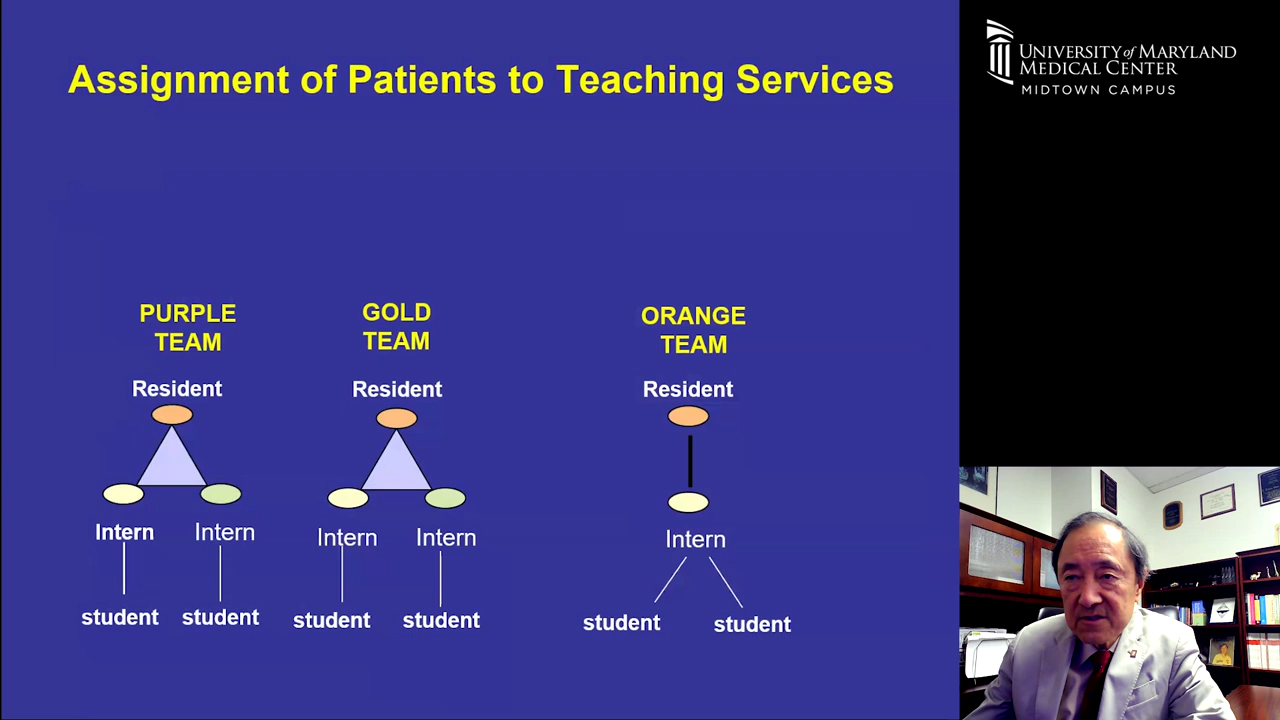 Assignment of Patients to Teaching Services
UNIVERSITY of MARYLAND
MEDICAL CENTER
MIDTOWN CAMPUS
PURPLE
TEAM
GOLD
TEAM
ORANGE
TEAM
Resident
Resident
Resident
Intern
Intern
Intern
Intern
Intern
student
student
student
student
student
student